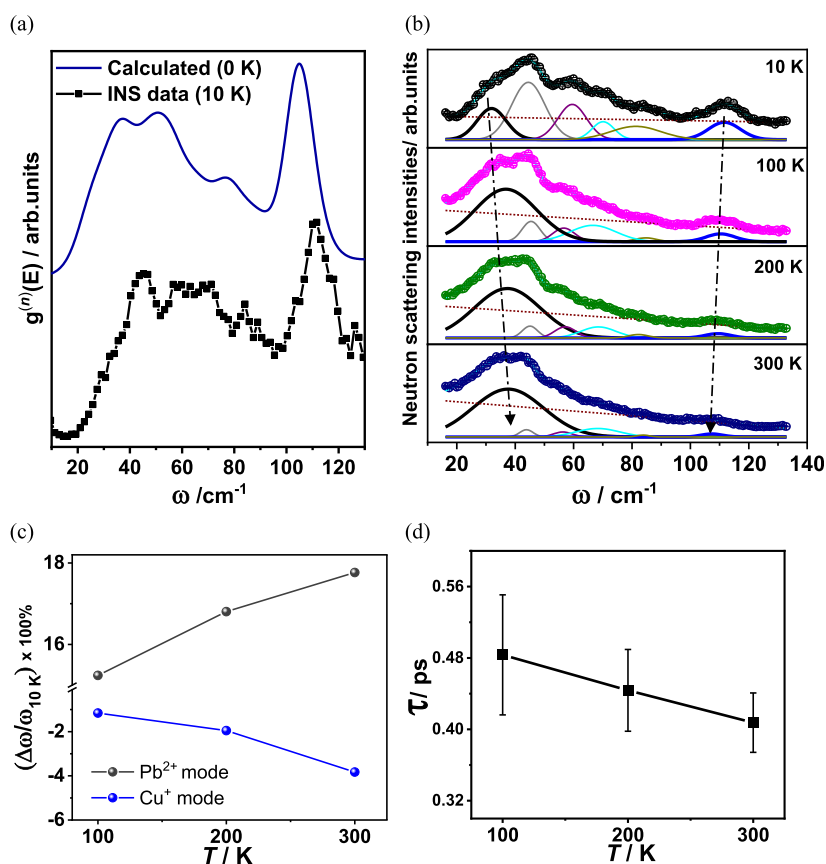 (a)
Calculated (0 K)
INS data (10 K)
g⁽ⁿ⁾(E) / arb.units
20 40 60 80 100 120
ω /cm⁻¹
(b)
Neutron scattering intensities/ arb.units
10 K
100 K
200 K
300 K
20 40 60 80 100 120 140
ω / cm⁻¹
(c)
(Δω/ω₁₀ K) x 100%
18
16
-2
-4
-6
Pb²⁺ mode
Cu⁺ mode
100 200 300
T / K
(d)
τ/ ps
0.56
0.48
0.40
0.32
100 200 300
T / K